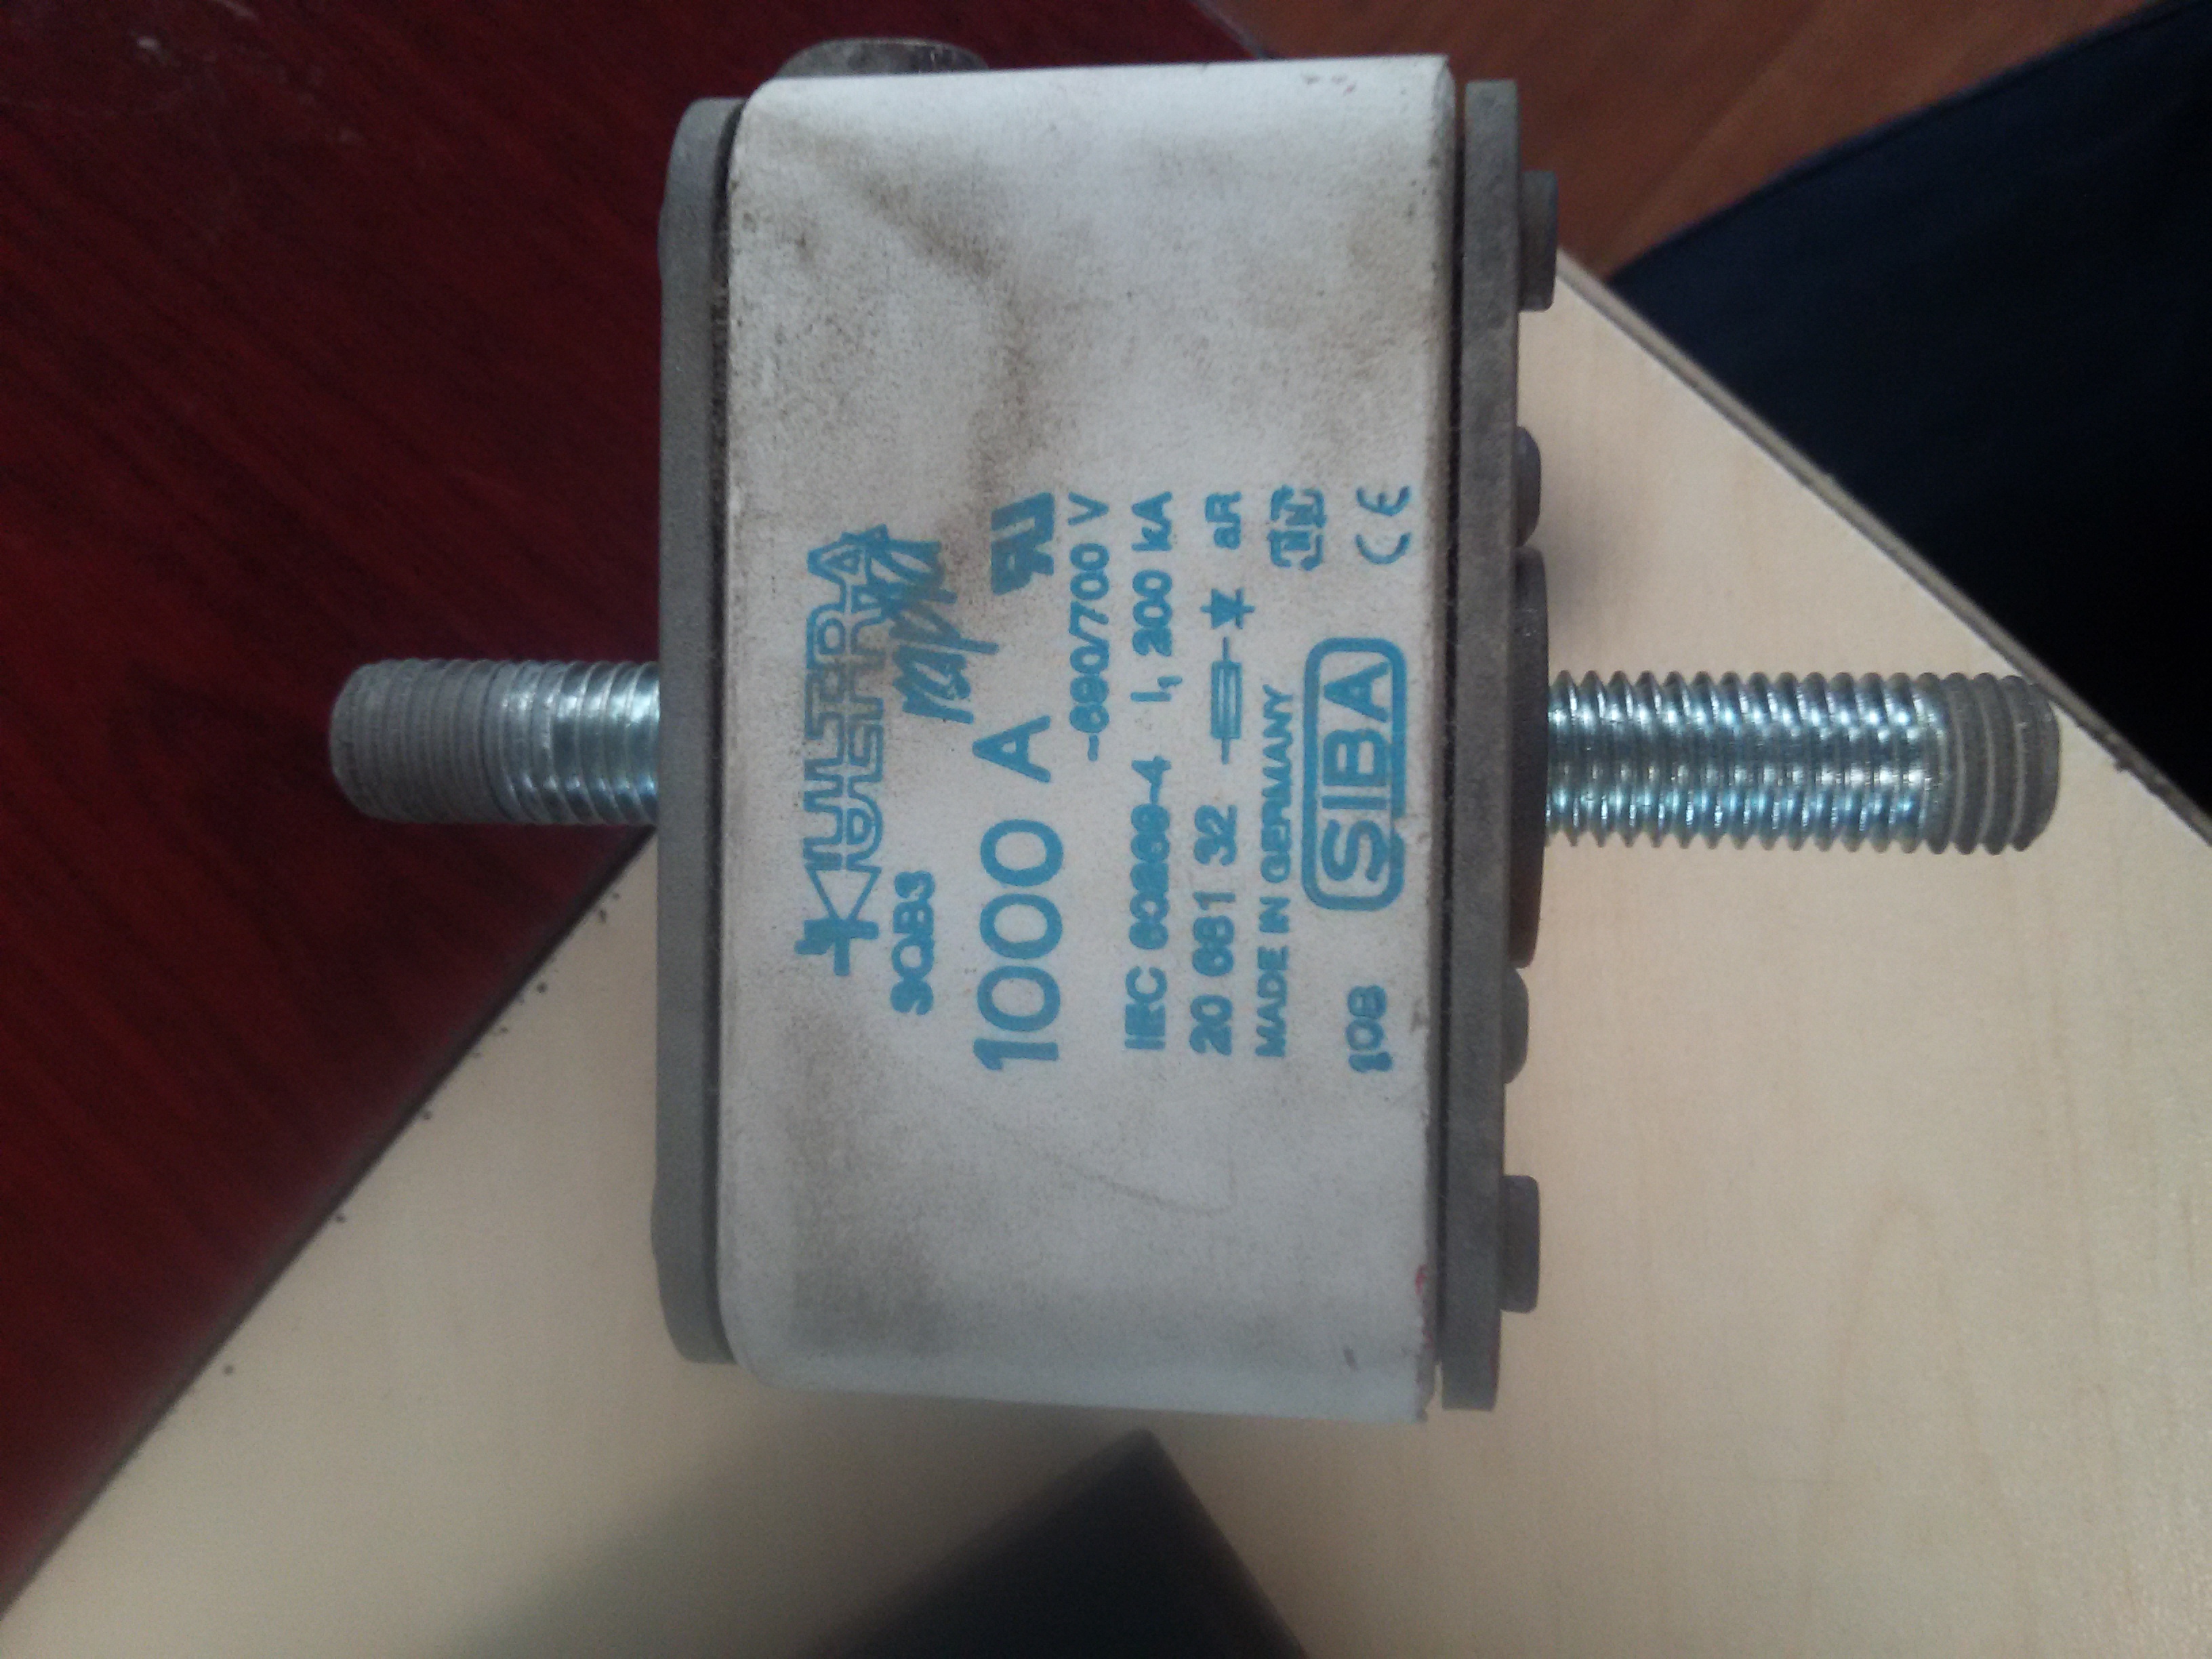 ULTRA
rapid
SQB3
1000 A
~690/700 V
IEC 60269-4 I₁ 200 kA
20 681 32 aR
MADE IN GERMANY
SIBA
108 CE